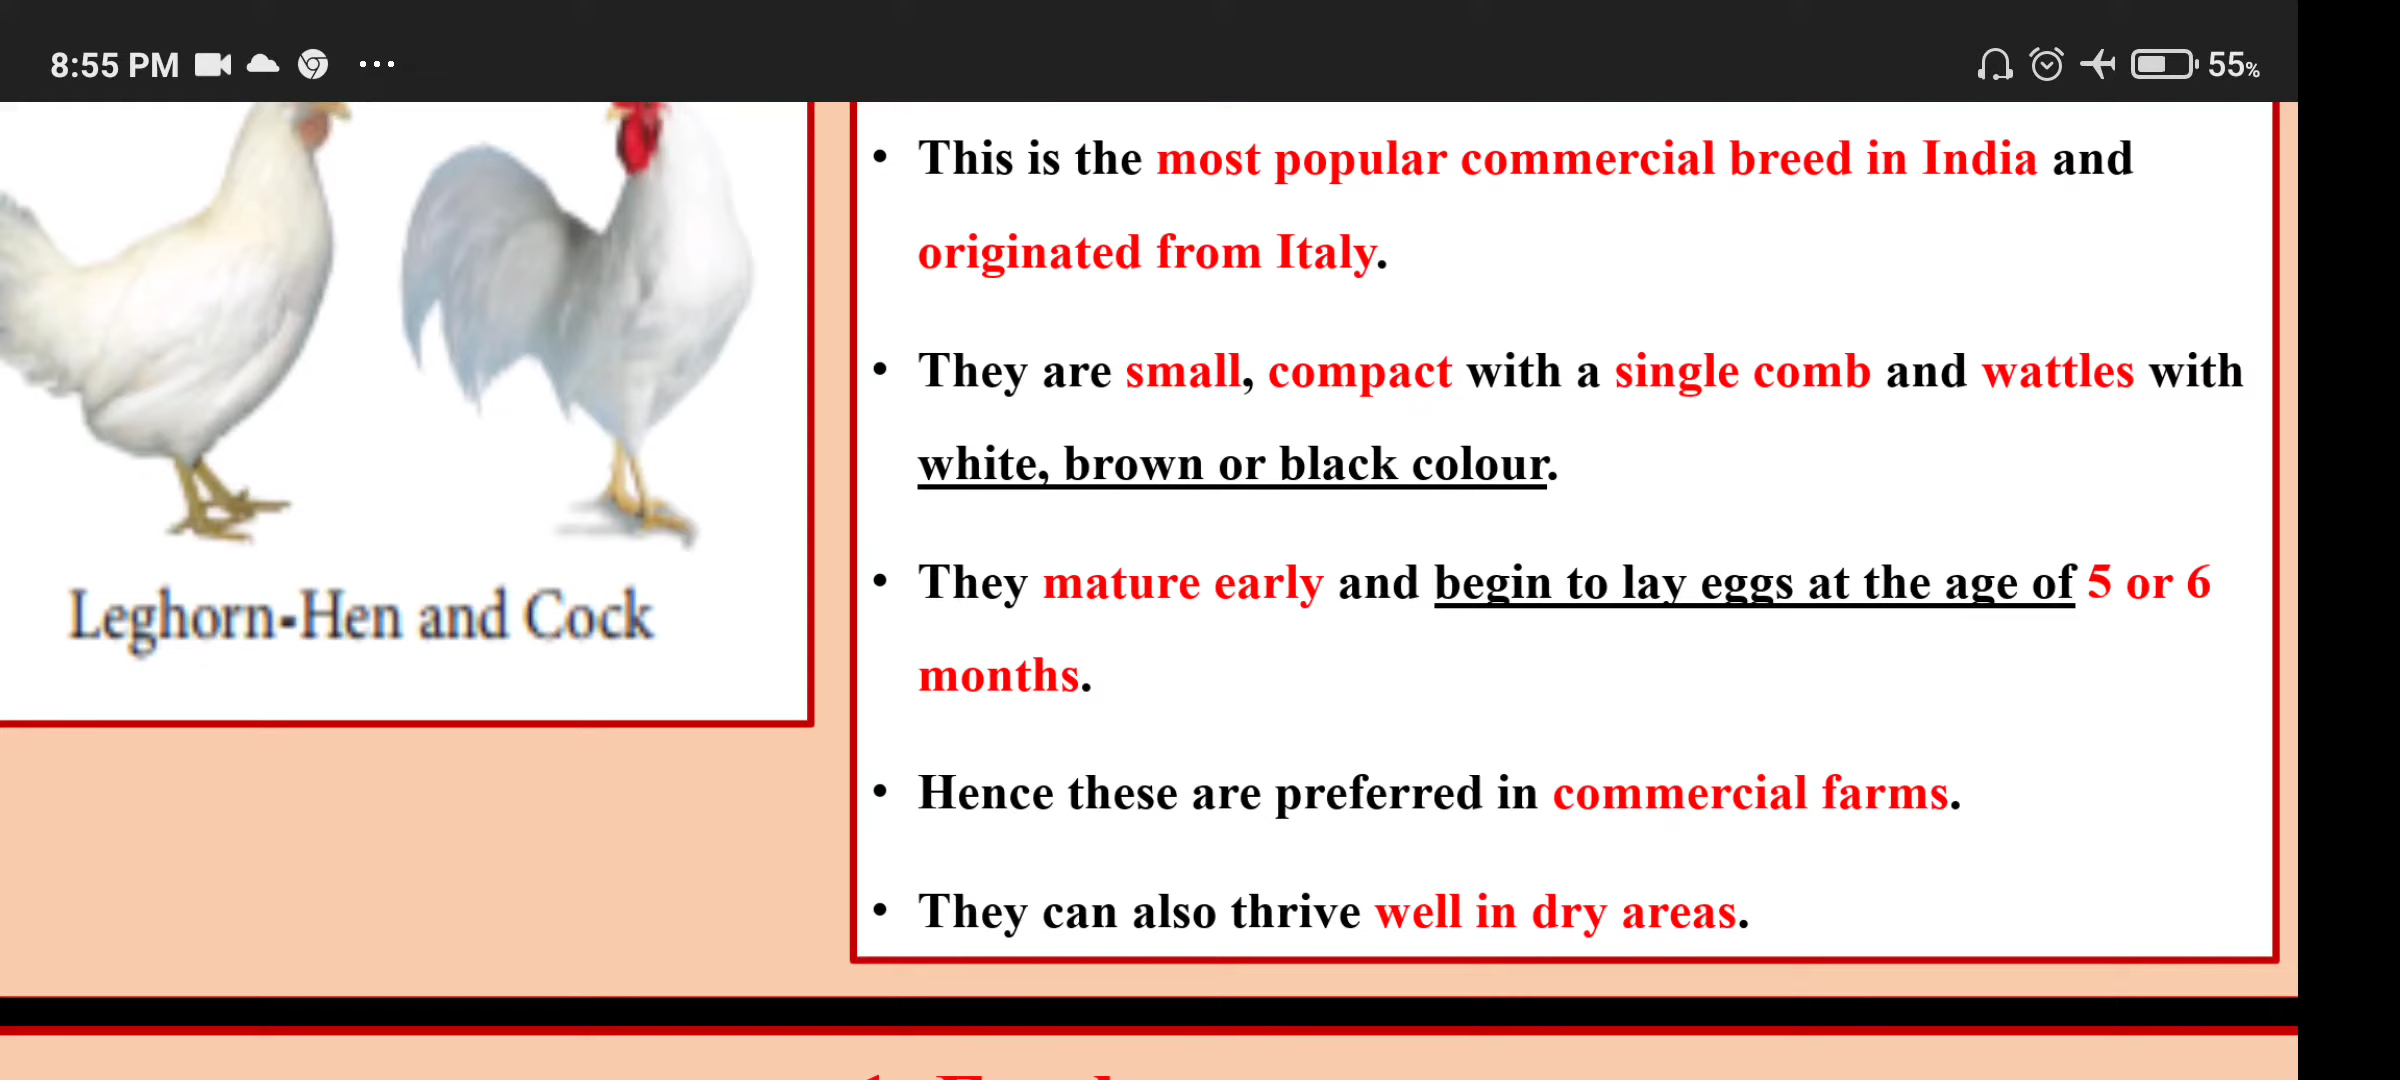 8:55 PM
55%
• This is the most popular commercial breed in India and
originated from Italy.
• They are small, compact with a single comb and wattles with
white, brown or black colour.
• They mature early and begin to lay eggs at the age of 5 or 6
months.
• Hence these are preferred in commercial farms.
• They can also thrive well in dry areas.
Leghorn-Hen and Cock